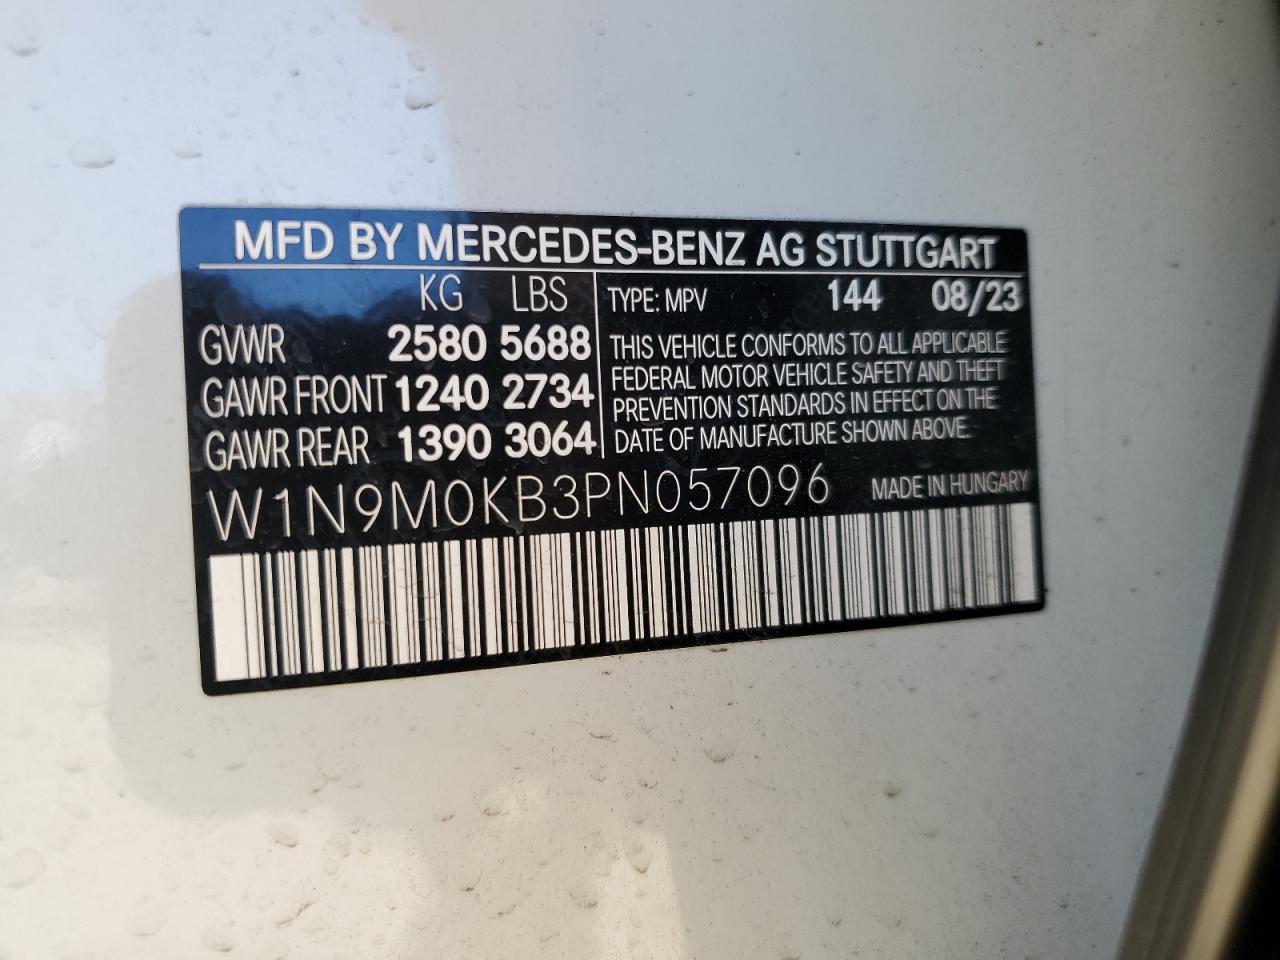 MFD BY MERCEDES-BENZ AG STUTTGART
KG LBS
GVWR 2580 5688
GAWR FRONT 1240 2734
GAWR REAR 1390 3064
TYPE: MPV 144 08/23
THIS VEHICLE CONFORMS TO ALL APPLICABLE
FEDERAL MOTOR VEHICLE SAFETY AND THEFT
PREVENTION STANDARDS IN EFFECT ON THE
DATE OF MANUFACTURE SHOWN ABOVE.
W1N9M0KB3PN057096 MADE IN HUNGARY